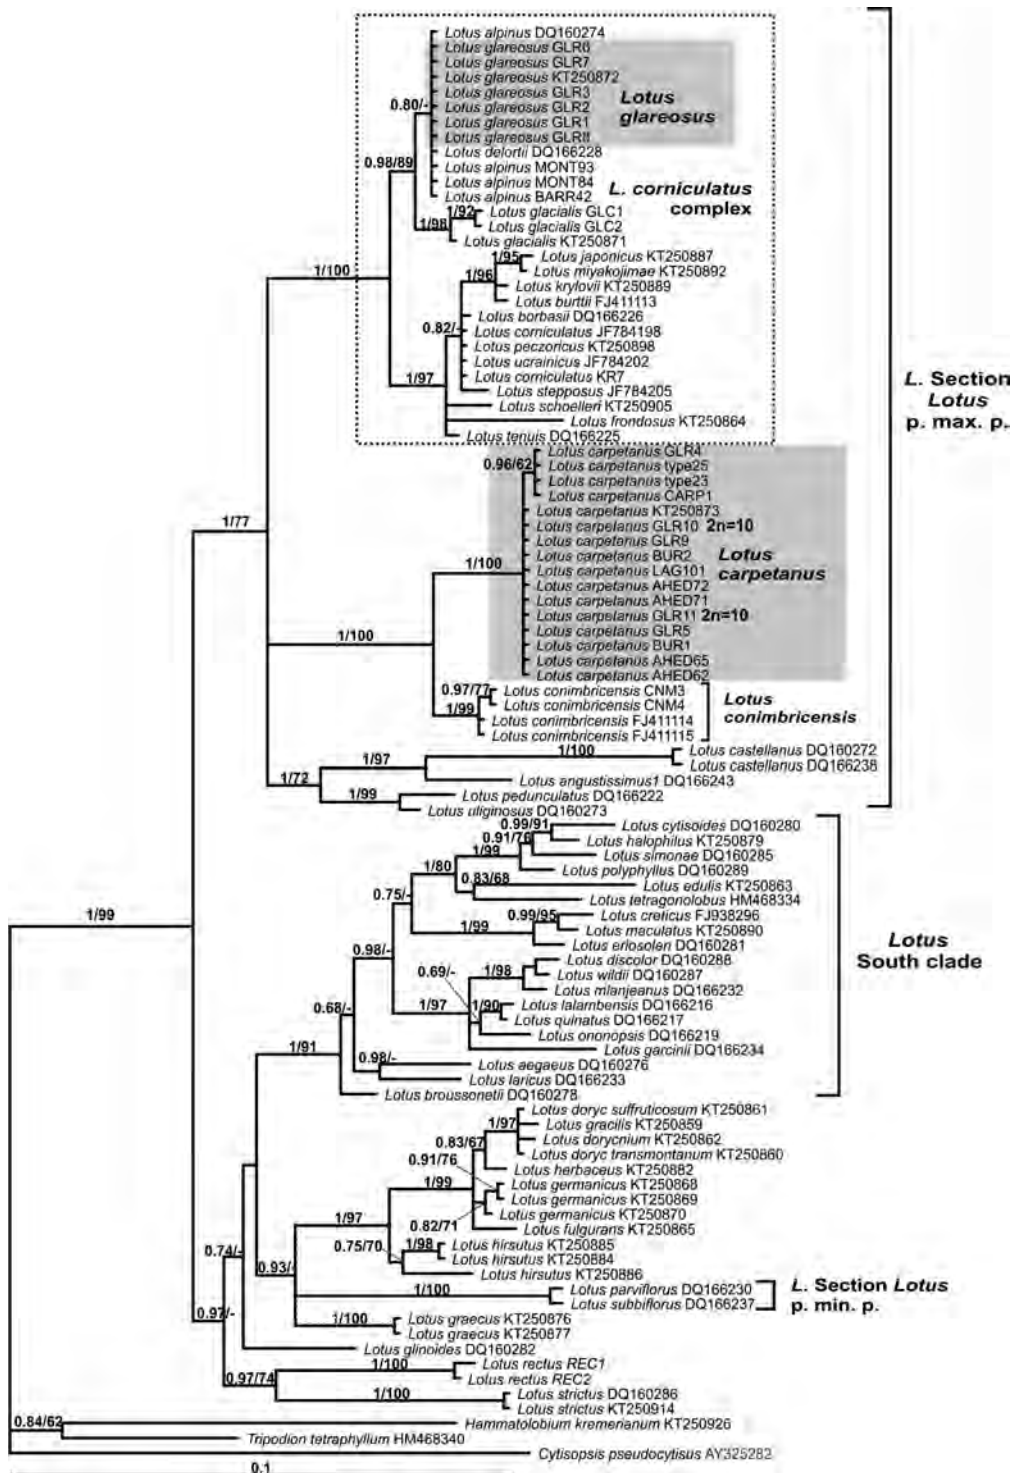 Lotus alpinus DQ160274
Lotus glareosus GLR6
Lotus glareosus GLR7
Lotus glareosus KT250872
Lotus glareosus GLR3
0.80/-
Lotus glareosus GLR2
Lotus glareosus GLR1
Lotus glareosus GLR8
Lotus
glareosus
Lotus delortii DQ166228
0.98/89
Lotus alpinus MONT93
Lotus alpinus MONT84
Lotus alpinus BARR42
L. corniculatus
complex
1/92
Lotus glacialis GLC1
1/98
Lotus glacialis GLC2
Lotus glacialis KT250871
1/95
Lotus japonicus KT250887
1/100
1/96
Lotus miyakojimae KT250892
Lotus krylovii KT250889
Lotus burttii FJ411113
Lotus borbasii DQ166226
0.82/-
Lotus corniculatus JF784198
Lotus peczoricus KT250898
Lotus ucrainicus JF784202
1/97
Lotus corniculatus KR7
Lotus stepposus JF784205
Lotus schoelleri KT250905
Lotus frondosus KT250864
Lotus tenuis DQ166225
L. Section
Lotus
p. max. p.
Lotus carpetanus GLR4
0.96/62
Lotus carpetanus type25
Lotus carpetanus type23
Lotus carpetanus CARP1
Lotus carpetanus KT250873
1/77
Lotus carpetanus GLR10 2n=10
Lotus carpetanus GLR9
Lotus carpetanus BUR2
1/100
Lotus carpetanus LAG101
Lotus
carpetanus
Lotus carpetanus AHED72
Lotus carpetanus AHED71
Lotus carpetanus GLR11 2n=10
Lotus carpetanus GLR5
1/100
Lotus carpetanus BUR1
Lotus carpetanus AHED65
Lotus carpetanus AHED62
0.97/77
Lotus conimbricensis CNM3
Lotus conimbricensis CNM4
1/99
Lotus conimbricensis FJ411114
Lotus conimbricensis FJ411115
Lotus
conimbricensis
1/100
Lotus castellanus DQ160272
1/97
Lotus castellanus DQ166238
1/72
Lotus angustissimus1 DQ166243
1/99
Lotus pedunculatus DQ166222
Lotus uliginosus DQ160273
0.99/91
Lotus cytisoides DQ160280
0.91/76
Lotus halophilus KT250879
1/99
Lotus simonae DQ160285
1/80
Lotus polyphyllus DQ160289
0.83/68
Lotus edulis KT250863
0.75/-
Lotus tetragonolobus HM468334
1/99
0.99/95
Lotus creticus FJ938296
Lotus maculatus KT250890
Lotus eriosolen DQ160281
1/99
Lotus
South clade
0.98/-
Lotus discolor DQ160288
0.69/-
1/98
Lotus wildii DQ160287
Lotus mlanjeanus DQ166232
1/97
1/90
Lotus lalambensis DQ166216
0.68/-
Lotus quinatus DQ166217
Lotus ononopsis DQ166219
1/91
Lotus garcinii DQ166234
0.98/-
Lotus aegaeus DQ160276
Lotus laricus DQ166233
Lotus broussonetii DQ160278
Lotus doryc suffruticosum KT250861
1/97
Lotus gracilis KT250859
0.83/67
Lotus dorycnium KT250862
Lotus doryc transmontanum KT250860
0.91/76
Lotus herbaceus KT250882
1/99
Lotus germanicus KT250868
Lotus germanicus KT250869
Lotus germanicus KT250870
1/97
0.82/71
Lotus fulgurans KT250865
0.75/70
1/98
Lotus hirsutus KT250885
0.74/-
Lotus hirsutus KT250884
0.93/-
Lotus hirsutus KT250886
1/100
Lotus parviflorus DQ166230
Lotus subbiflorus DQ166237
L. Section Lotus
p. min. p.
0.97/-
1/100
Lotus graecus KT250876
Lotus graecus KT250877
Lotus glinoides DQ160282
1/100
Lotus rectus REC1
0.97/74
Lotus rectus REC2
1/100
Lotus strictus DQ160286
Lotus strictus KT250914
0.84/62
Hammatolobium kremerianum KT250926
Tripodion tetraphyllum HM468340
Cytisopsis pseudocytisus AY325282
0.1